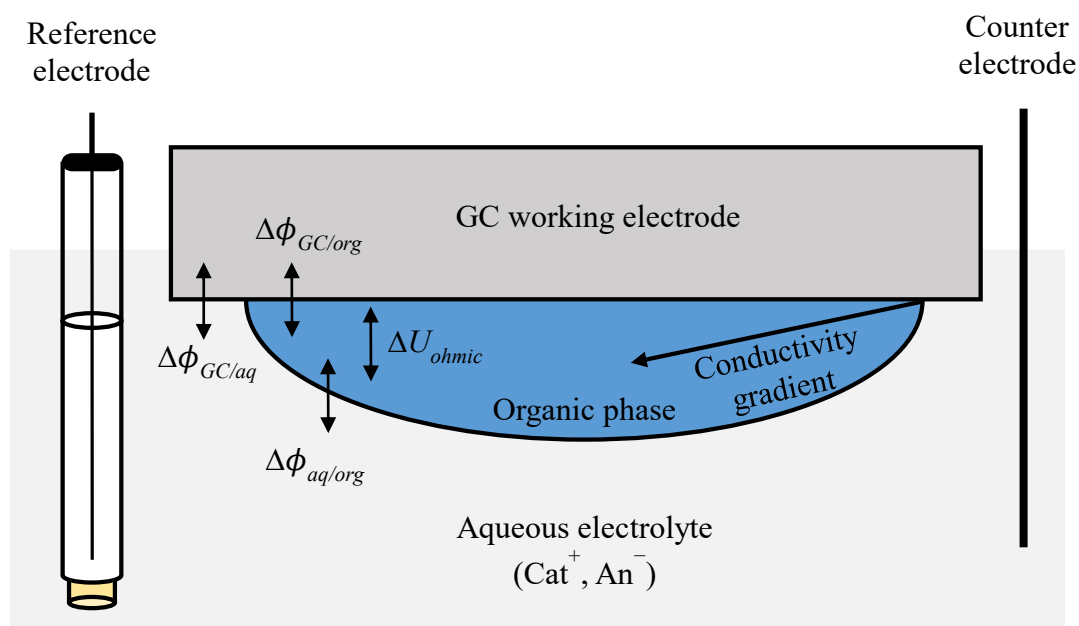 Reference
electrode
Counter
electrode
GC working electrode
Δϕ_GC/org
Δϕ_GC/aq
ΔU_ohmic
Conductivity
gradient
Organic phase
Δϕ_aq/org
Aqueous electrolyte
(Cat⁺, An⁻)